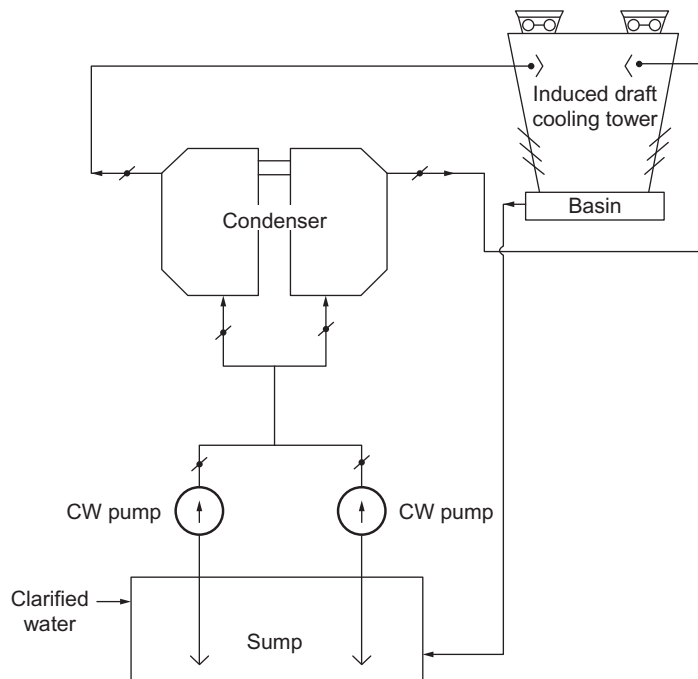 Induced draft
cooling tower
Basin
Condenser
CW pump
CW pump
Clarified
water
Sump